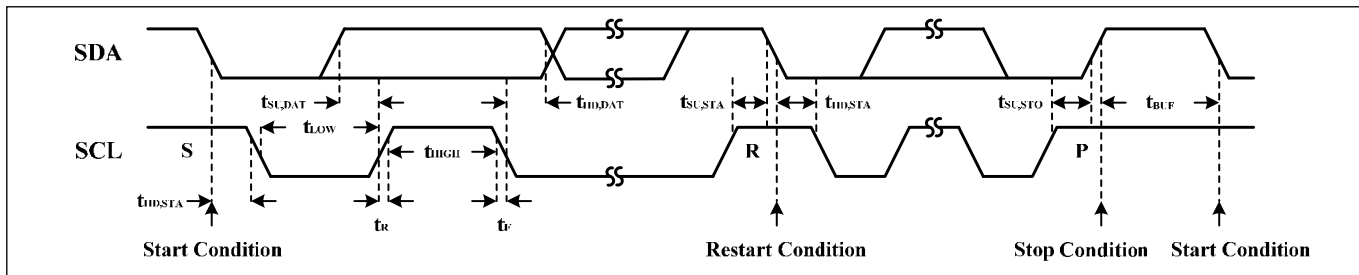 SDA
tSU,DAT
tHD,DAT
tSU,STA
tHD,STA
tSU,STO
tBUF
tLOW
SCL
S
tHIGH
R
P
tHD,STA
tR
tF
Start Condition
Restart Condition
Stop Condition
Start Condition